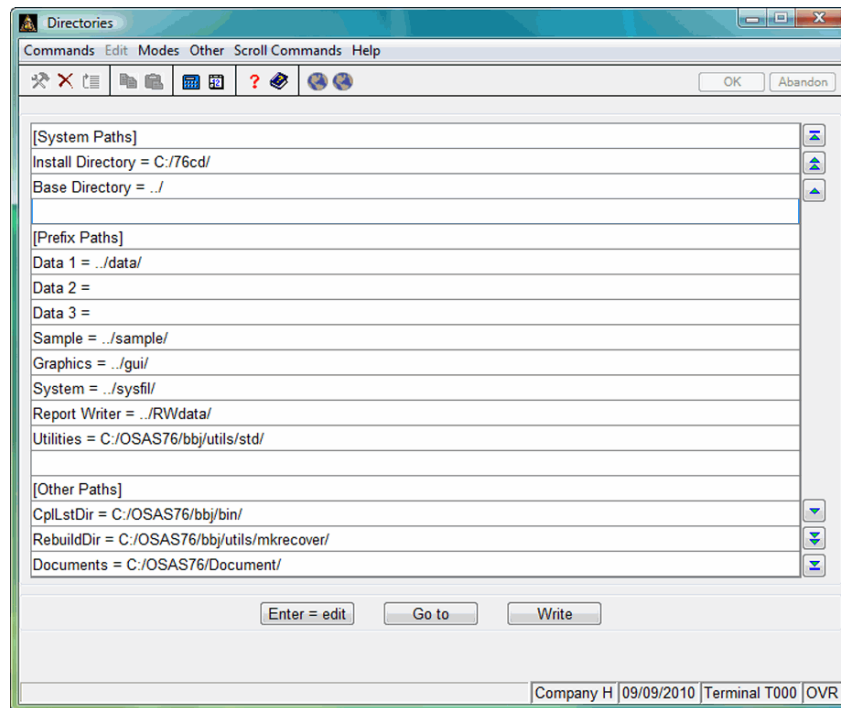 Directories
Commands Edit Modes Other Scroll Commands Help
OK Abandon
[System Paths]
Install Directory = C:/76cd/
Base Directory = ../
[Prefix Paths]
Data 1 = ../data/
Data 2 =
Data 3 =
Sample = ../sample/
Graphics = ../gui/
System = ../sysfil/
Report Writer = ../RWdata/
Utilities = C:/OSAS76/bbj/utils/std/
[Other Paths]
CplLstDir = C:/OSAS76/bbj/bin/
RebuildDir = C:/OSAS76/bbj/utils/mkrecover/
Documents = C:/OSAS76/Document/
Enter = edit Go to Write
Company H 09/09/2010 Terminal T000 OVR